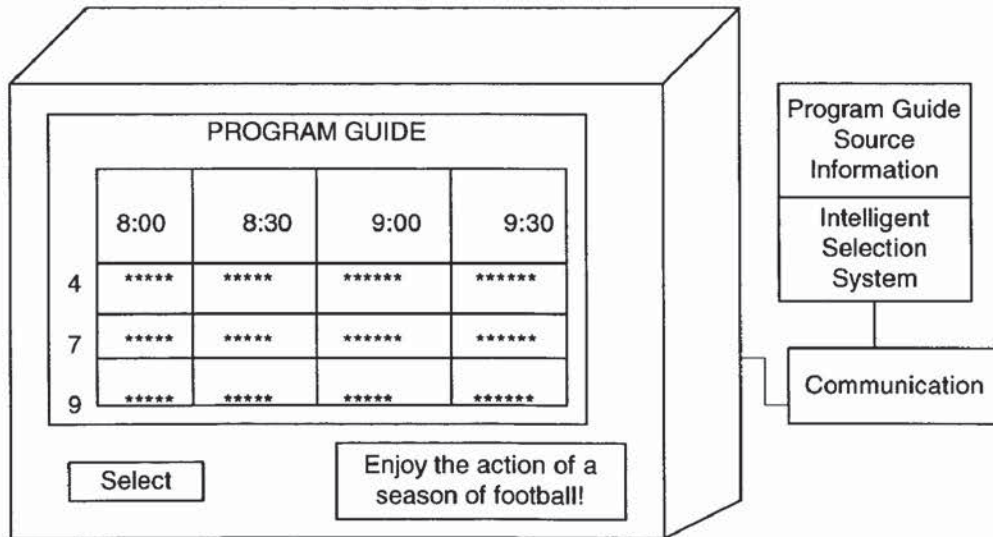 PROGRAM GUIDE
8:00 8:30 9:00 9:30
4 ***** ***** ****** ******
7 ***** ***** ****** ******
9 ***** ***** ***** ******
Select
Enjoy the action of a
season of football!
Program Guide
Source
Information
Intelligent
Selection
System
Communication